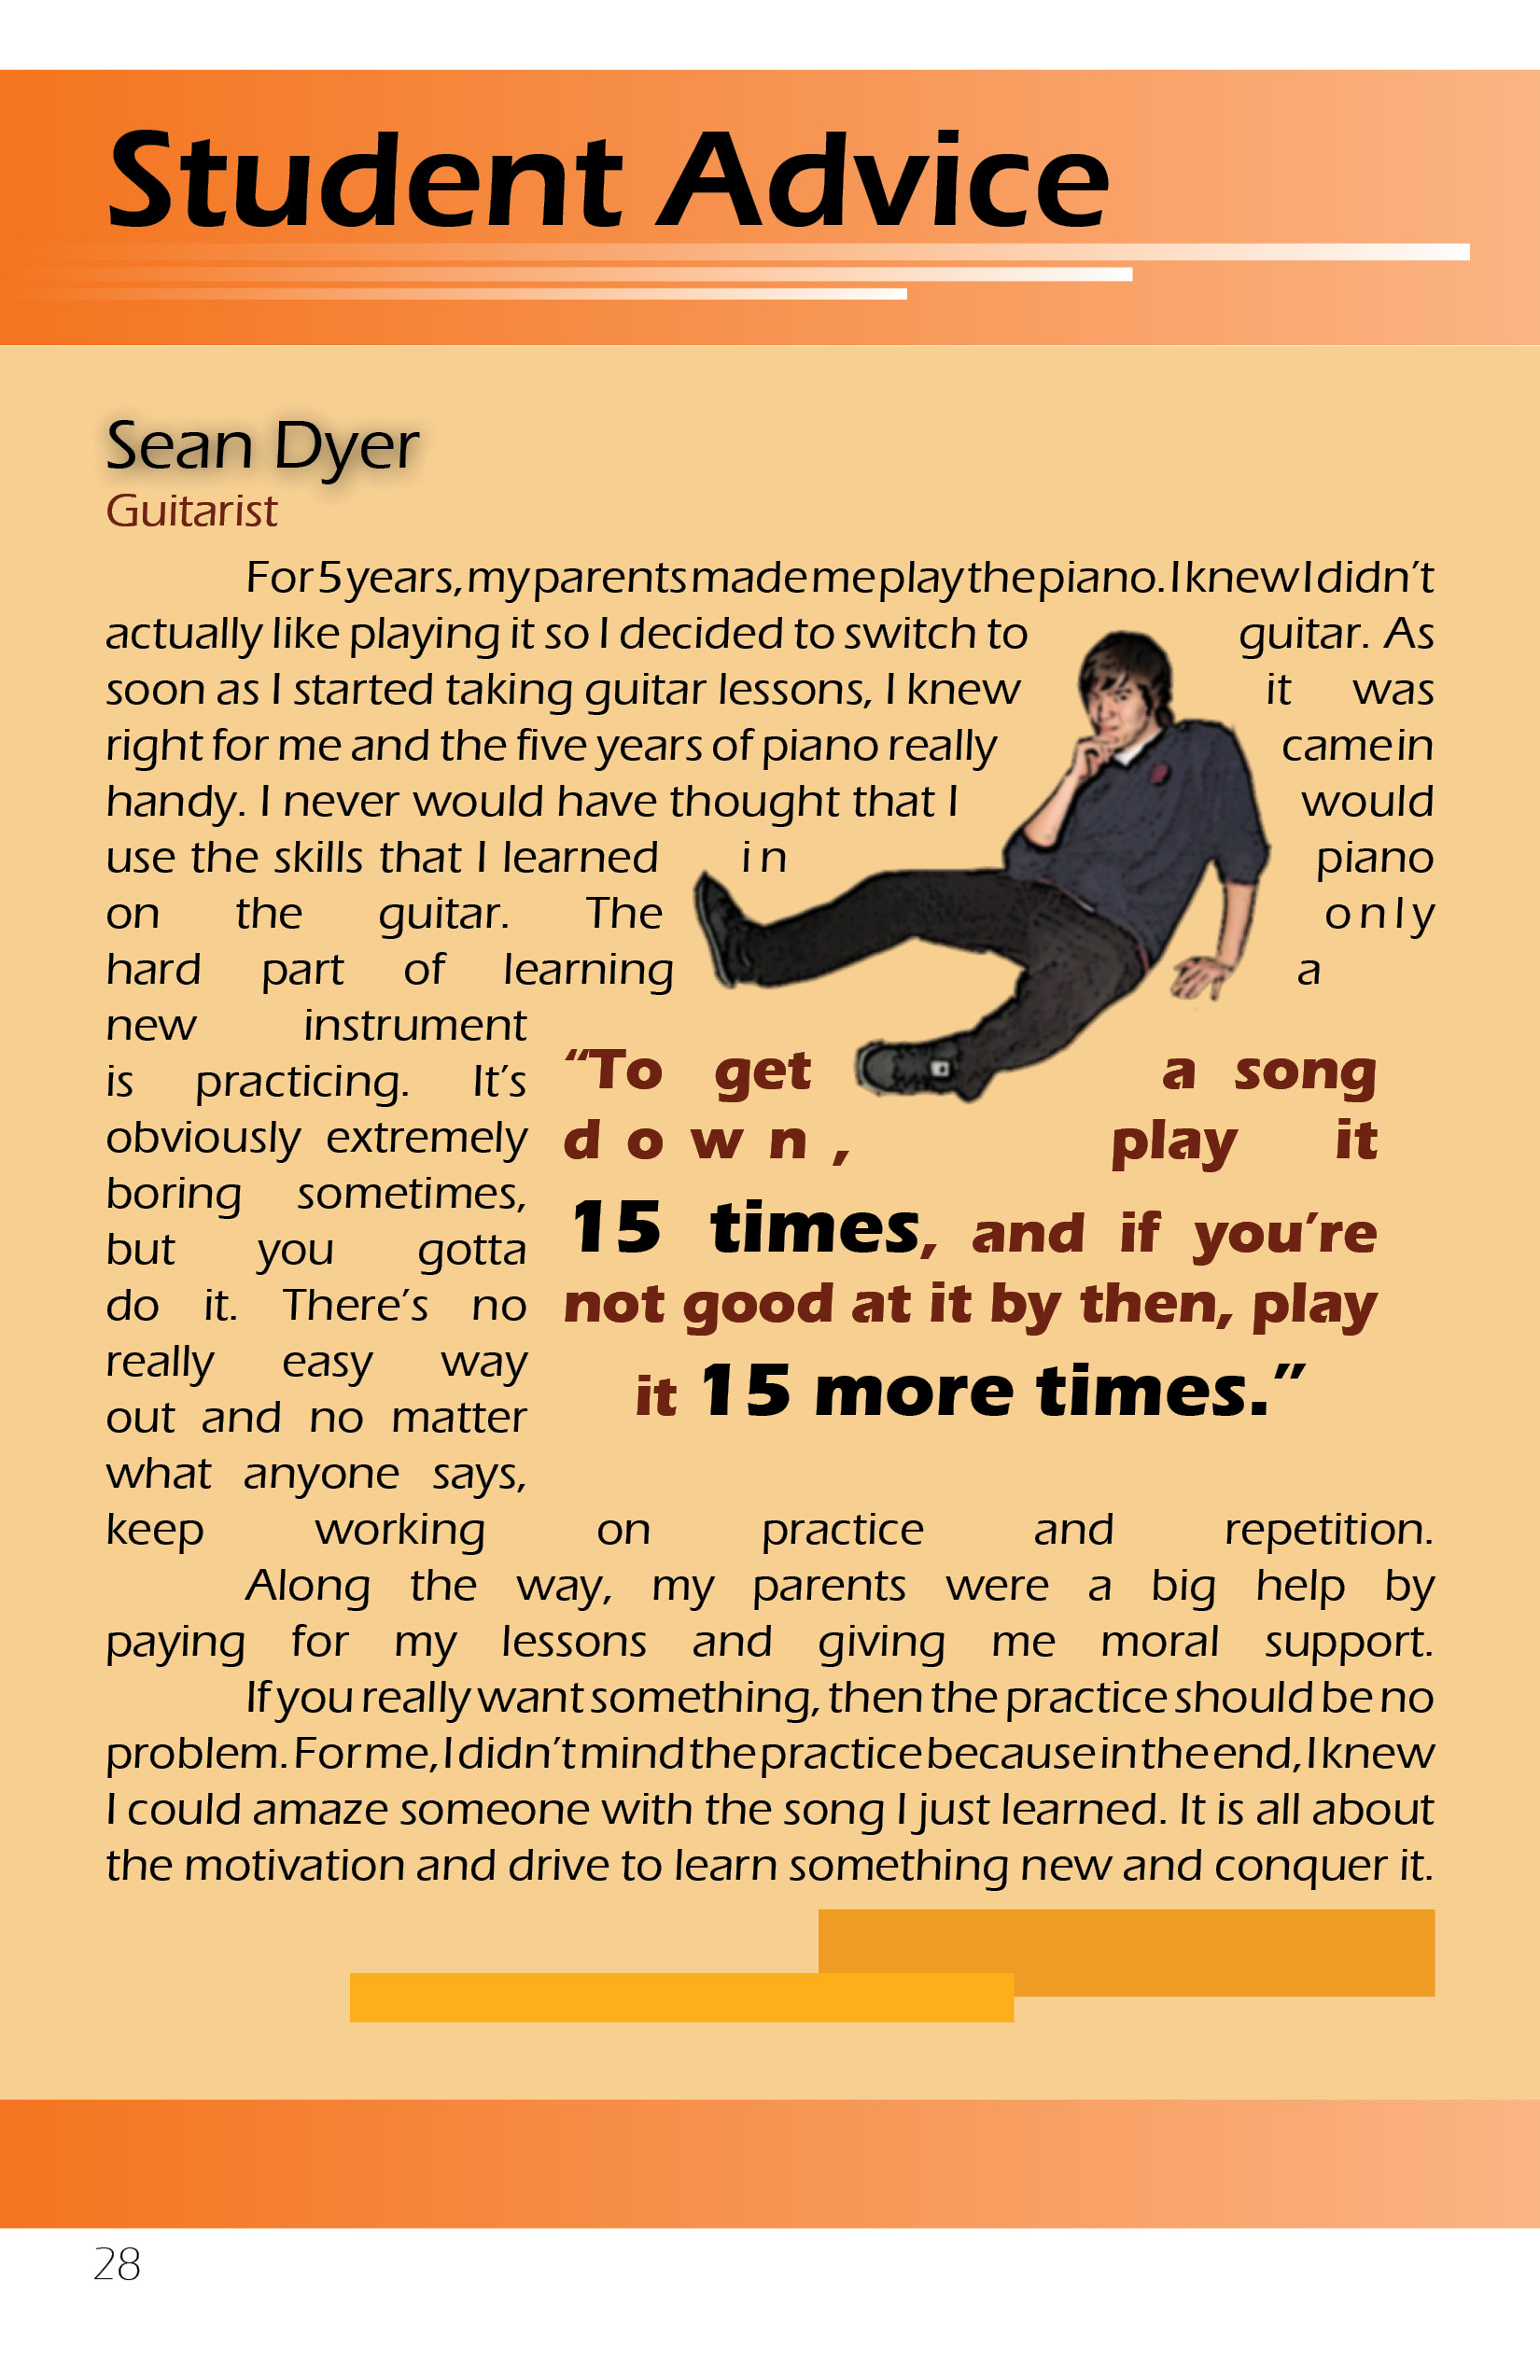 Student Advice
Sean Dyer
Guitarist
For 5 years, my parents made me play the piano. I knew I didn't
actually like playing it so I decided to switch to guitar. As
soon as I started taking guitar lessons, I knew it was
right for me and the five years of piano really came in
handy. I never would have thought that I would
use the skills that I learned in piano
on the guitar. The only
hard part of learning a
new instrument
is practicing. It's
obviously extremely
boring sometimes,
but you gotta
do it. There's no
really easy way
out and no matter
what anyone says,
keep working on practice and repetition.
"To get a song
down, play it
15 times, and if you're
not good at it by then, play
it 15 more times."
Along the way, my parents were a big help by
paying for my lessons and giving me moral support.
If you really want something, then the practice should be no
problem. For me, I didn't mind the practice because in the end, I knew
I could amaze someone with the song I just learned. It is all about
the motivation and drive to learn something new and conquer it.
28